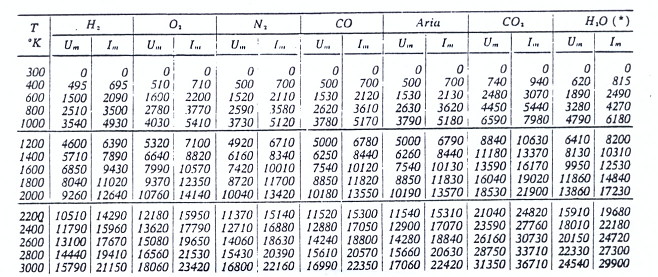 T H₂ O₂ N₂ CO Aria CO₂ H₂O (*)
°K Uₘ Iₘ Uₘ Iₘ Uₘ Iₘ Uₘ Iₘ Uₘ Iₘ Uₘ Iₘ Uₘ Iₘ
300 0 0 0 0 0 0 0 0 0 0 0 0 0 0
400 495 695 510 710 500 700 500 700 500 700 740 940 620 815
600 1500 2090 1600 2200 1520 2110 1530 2120 1530 2130 2480 3070 1890 2490
800 2510 3500 2780 3770 2590 3580 2620 3610 2630 3620 4450 5440 3280 4270
1000 3540 4930 4030 5410 3730 5120 3780 5170 3790 5180 6590 7980 4790 6180
1200 4600 6390 5320 7100 4920 6710 5000 6780 5000 6790 8840 10630 6410 8200
1400 5710 7890 6640 8820 6160 8340 6250 8440 6260 8440 11180 13370 8130 10310
1600 6850 9430 7990 10570 7420 10010 7540 10120 7540 10130 13590 16170 9950 12530
1800 8040 11020 9370 12350 8720 11700 8850 11820 8850 11830 16040 19020 11860 14840
2000 9260 12640 10760 14140 10040 13420 10180 13550 10190 13570 18530 21900 13860 17230
2200 10510 14290 12180 15950 11370 15140 11520 15300 11540 15310 21040 24820 15910 19680
2400 11790 15960 13620 17790 12710 16880 12880 17050 12900 17070 23590 27760 18010 22180
2600 13100 17670 15080 19650 14060 18630 14240 18800 14280 18840 26160 30730 20150 24720
2800 14440 19410 16560 21530 15430 20390 15610 20570 15660 20630 28750 33710 22330 27300
3000 15790 21150 18060 23420 16800 22160 16990 22350 17060 22420 31350 36710 24540 29900